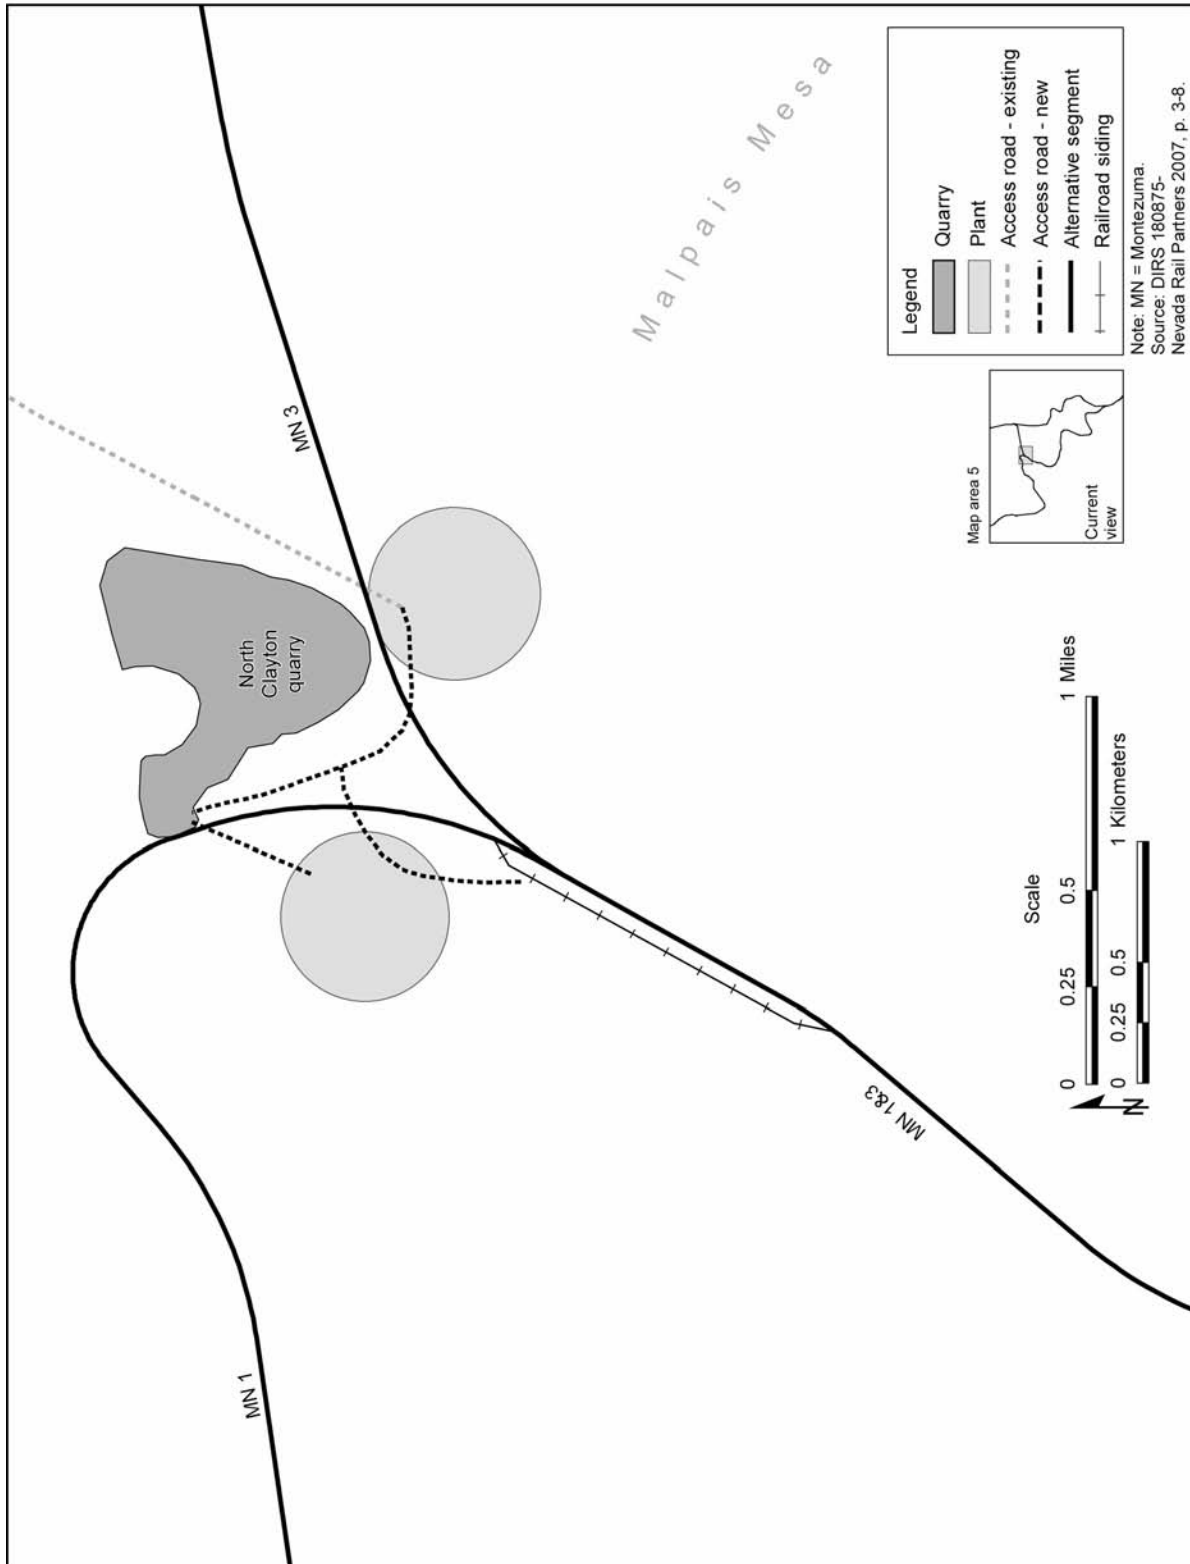 MN 3
North
Clayton
quarry
Malpais Mesa
MN 1
MN 1&3
Legend
Quarry
Plant
Access road - existing
Access road - new
Alternative segment
Railroad siding
Note: MN = Montezuma.
Source: DIRS 180875-
Nevada Rail Partners 2007, p. 3-8.
Map area 5
Current
view
Scale
0 0.25 0.5 1 Miles
0 0.25 0.5 1 Kilometers
N